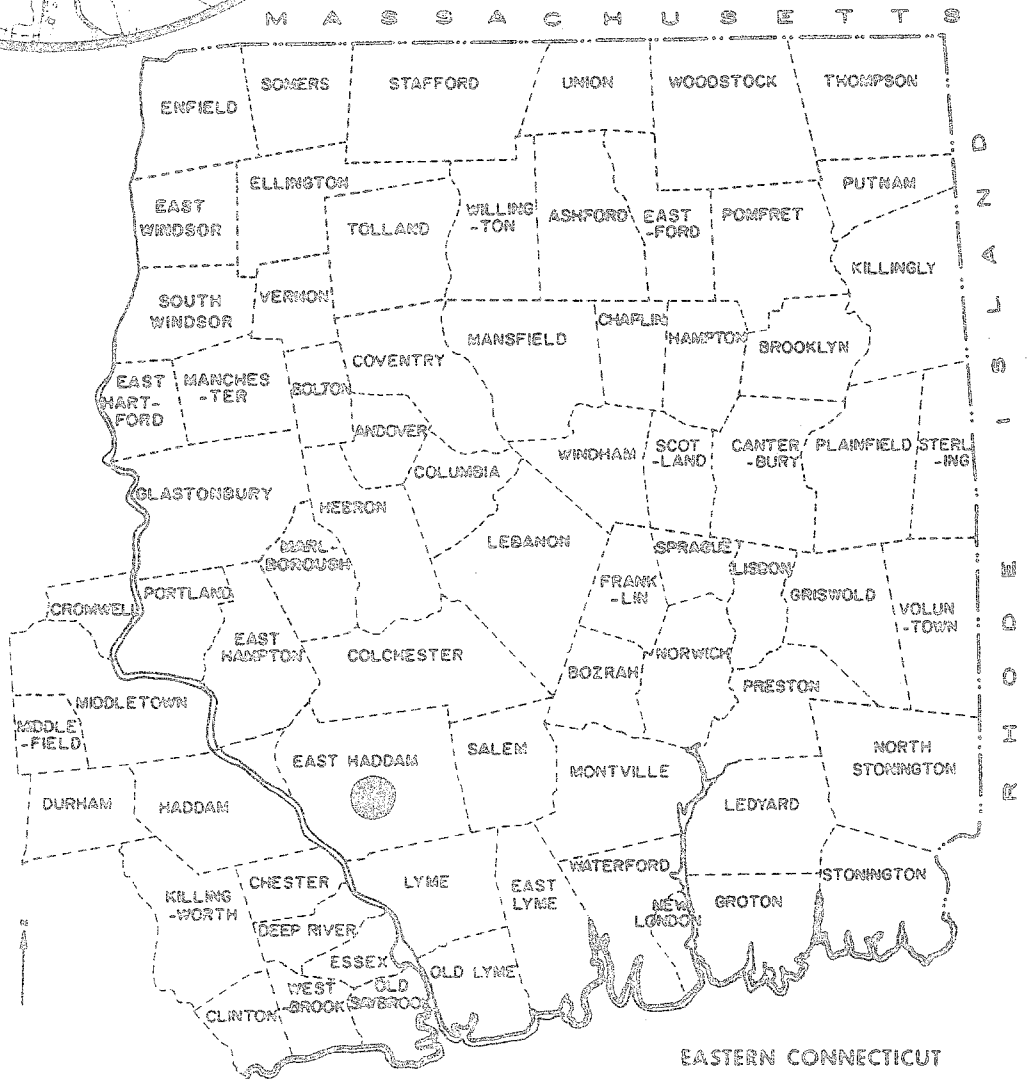 MASSACHUSETTS
SOMERS
STAFFORD
UNION
WOODSTOCK
THOMPSON
ENFIELD
ELLINGTON
PUTNAM
EAST
WINDSOR
TOLLAND
WILLING
-TON
ASHFORD
EAST
-FORD
POMFRET
KILLINGLY
SOUTH
WINDSOR
VERNON
MANSFIELD
CHAPLIN
HAMPTON
BROOKLYN
COVENTRY
EAST
HART-
FORD
MANCHES
-TER
BOLTON
ANDOVER
WINDHAM
SCOT
-LAND
CANTER
-BURY
PLAINFIELD
STERL
-ING
COLUMBIA
GLASTONBURY
HEBRON
LEBANON
MARL-
BOROUGH
SPRAGUE
LISBON
FRANK
-LIN
GRISWOLD
VOLUN
-TOWN
CROMWELL
PORTLAND
EAST
HAMPTON
COLCHESTER
BOZRAH
NORWICH
PRESTON
MIDDLETOWN
MIDDLE
-FIELD
EAST HADDAM
SALEM
MONTVILLE
NORTH
STONINGTON
DURHAM
HADDAM
LEDYARD
RHODE ISLAND
KILLING
-WORTH
CHESTER
LYME
EAST
LYME
WATERFORD
NEW
LONDON
GROTON
STONINGTON
DEEP RIVER
ESSEX
OLD LYME
WEST
-BROOK
OLD
SAYBROOK
CLINTON
EASTERN CONNECTICUT